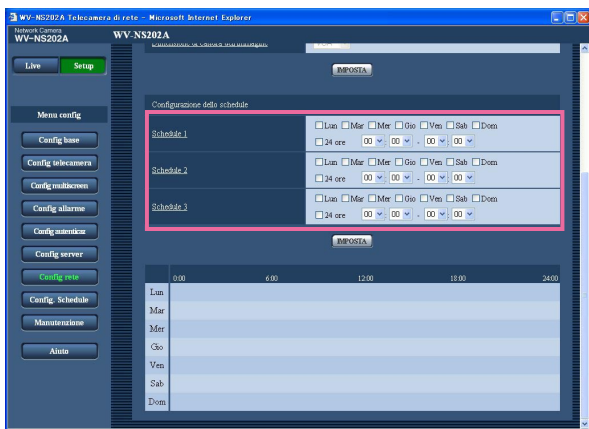 WV-NS202A Telecamera di rete - Microsoft Internet Explorer
Network Camera
WV-NS202A
WV-NS202A
Live
Setup
Menu config
Config base
Config telecamera
Config multiscreen
Config allarme
Config autenticaz
Config server
Config rete
Config. Schedule
Manutenzione
Aiuto
IMPOSTA
Configurazione dello schedule
Schedule 1
Lun Mar Mer Gio Ven Sab Dom
24 ore 00 : 00 - 00 : 00
Schedule 2
Lun Mar Mer Gio Ven Sab Dom
24 ore 00 : 00 - 00 : 00
Schedule 3
Lun Mar Mer Gio Ven Sab Dom
24 ore 00 : 00 - 00 : 00
IMPOSTA
0:00 6:00 12:00 18:00 24:00
Lun
Mar
Mer
Gio
Ven
Sab
Dom